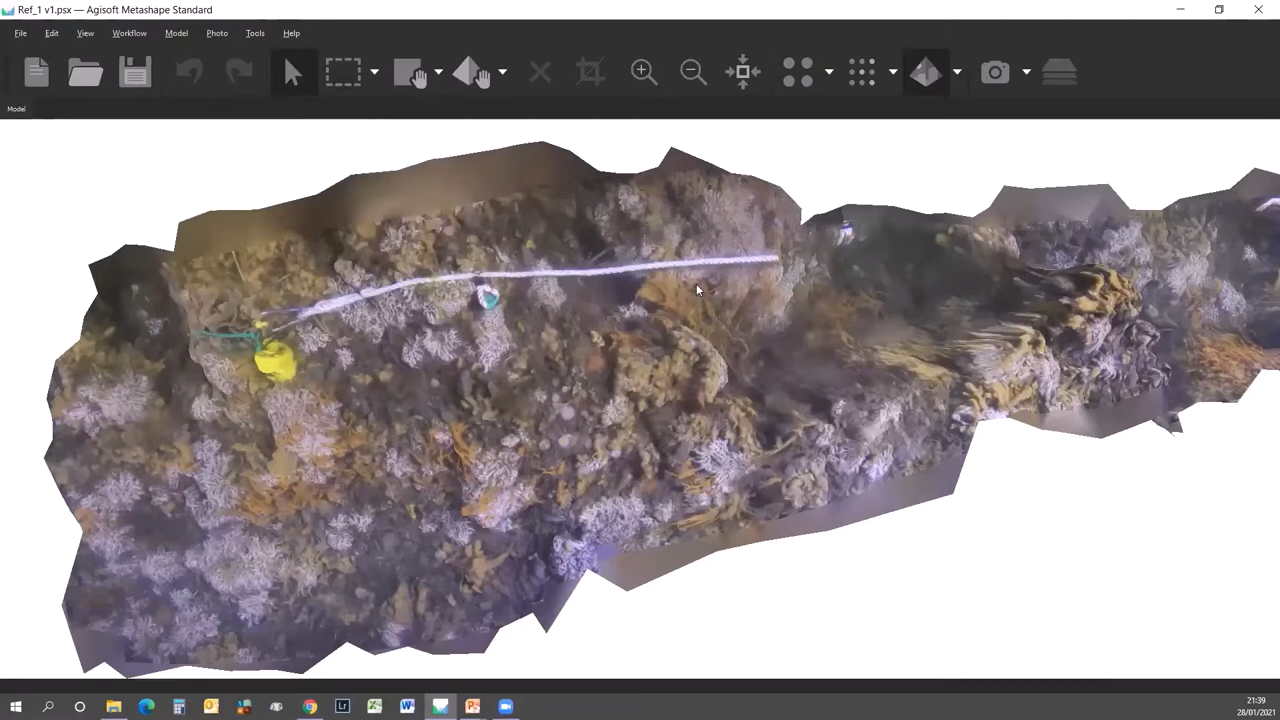 Ref_1 v1.psx — Agisoft Metashape Standard
File Edit View Workflow Model Photo Tools Help
Model
21:39
28/01/2021